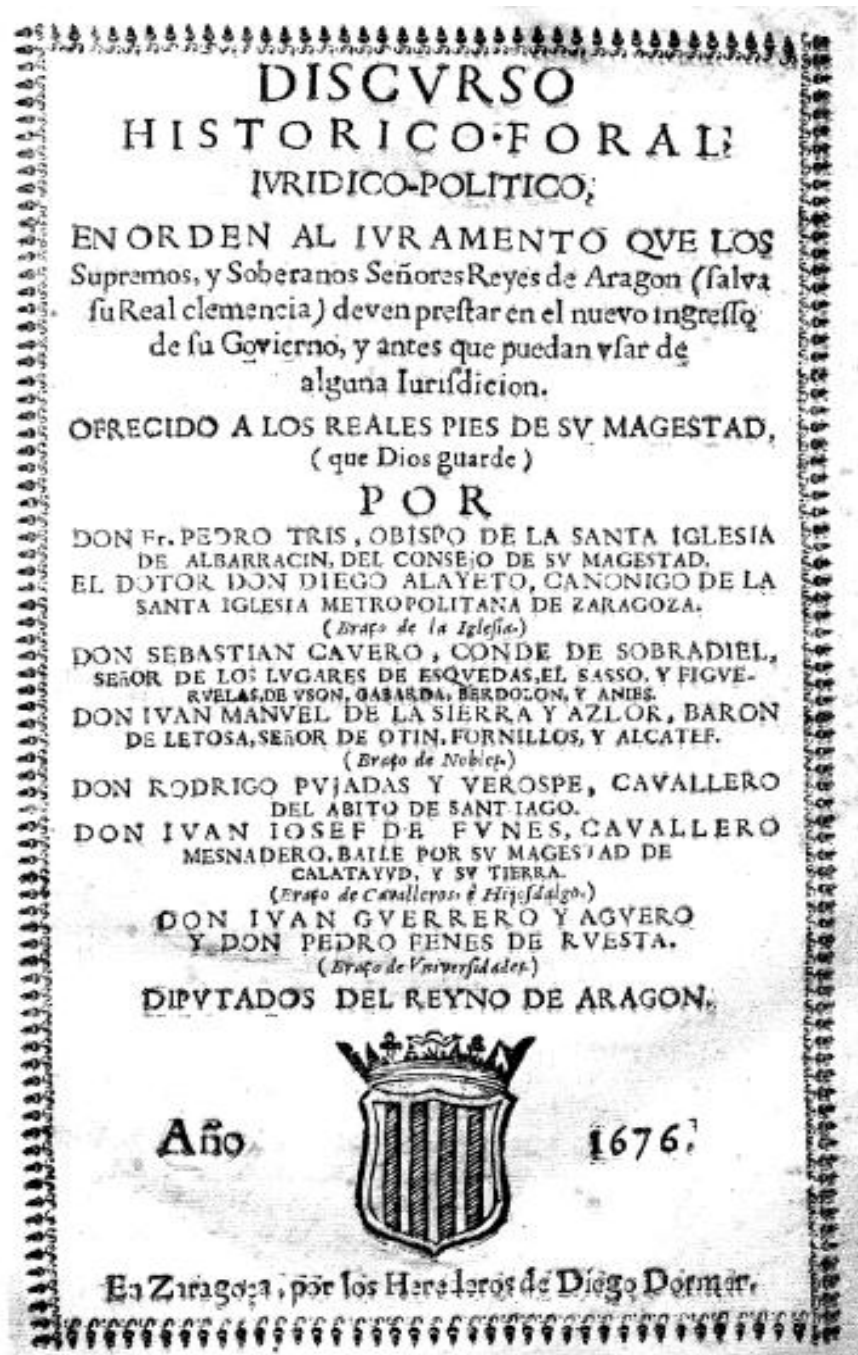 DISCVRSO
HISTORICO-FORAL,
IVRIDICO-POLITICO,
EN ORDEN AL IVRAMENTO QVE LOS
Supremos, y Soberanos Señores Reyes de Aragon (ſalva
ſu Real clemencia) deven preſtar en el nuevo ingreſſo
de ſu Govierno, y antes que puedan vſar de
alguna Iuriſdicion.
OFRECIDO A LOS REALES PIES DE SV MAGESTAD,
( que Dios guarde )
POR
DON Fr. PEDRO TRIS, OBISPO DE LA SANTA IGLESIA
DE ALBARRACIN, DEL CONSEJO DE SV MAGESTAD.
EL DOTOR DON DIEGO ALAYETO, CANONIGO DE LA
SANTA IGLESIA METROPOLITANA DE ZARAGOZA.
(Braço de la Igleſia.)
DON SEBASTIAN CAVERO, CONDE DE SOBRADIEL,
SEñOR DE LOS LVGARES DE ESQVEDAS, EL SASSO, Y FIGVE-
RVELAS, DE VSON, GABARDA, BERDOLON, Y ANIES.
DON IVAN MANVEL DE LA SIERRA Y AZLOR, BARON
DE LETOSA, SEñOR DE OTIN, FORNILLOS, Y
(Braço de Nobles.)
DON RODRIGO PVJADAS Y VEROSPE, CAVALLERO
DEL ABITO DE SANTIAGO.
DON IVAN IOSEF DE FVNES, CAVALLERO
MESNADERO, BAILE POR SV MAGESTAD DE
CALATAYVD, Y SV TIERRA.
(Braço de Cavalleros, è Hijoſdalgo.)
DON IVAN GVERRERO Y AGVERO
Y DON PEDRO FENES DE RVESTA.
(Braço de Vniverſidades.)
DIPVTADOS DEL REYNO DE ARAGON.
Año 1676.
En Zaragoça, por los Herederos de Diego Dormer.